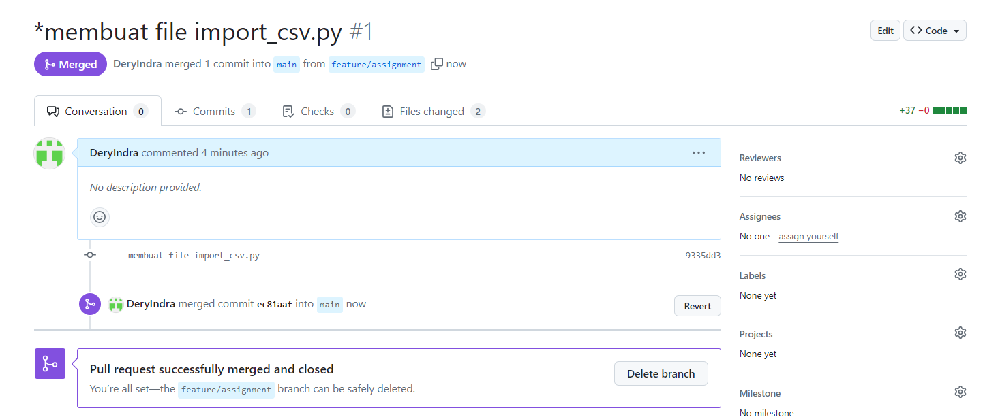 *membuat file import_csv.py #1
Edit
<> Code
Merged
DeryIndra merged 1 commit into main from feature/assignment now
Conversation 0
Commits 1
Checks 0
Files changed 2
+37 −0
DeryIndra commented 4 minutes ago
No description provided.
membuat file import_csv.py 9335dd3
DeryIndra merged commit ec81aaf into main now
Revert
Pull request successfully merged and closed
You're all set—the feature/assignment branch can be safely deleted.
Delete branch
Reviewers
No reviews
Assignees
No one—assign yourself
Labels
None yet
Projects
None yet
Milestone
No milestone